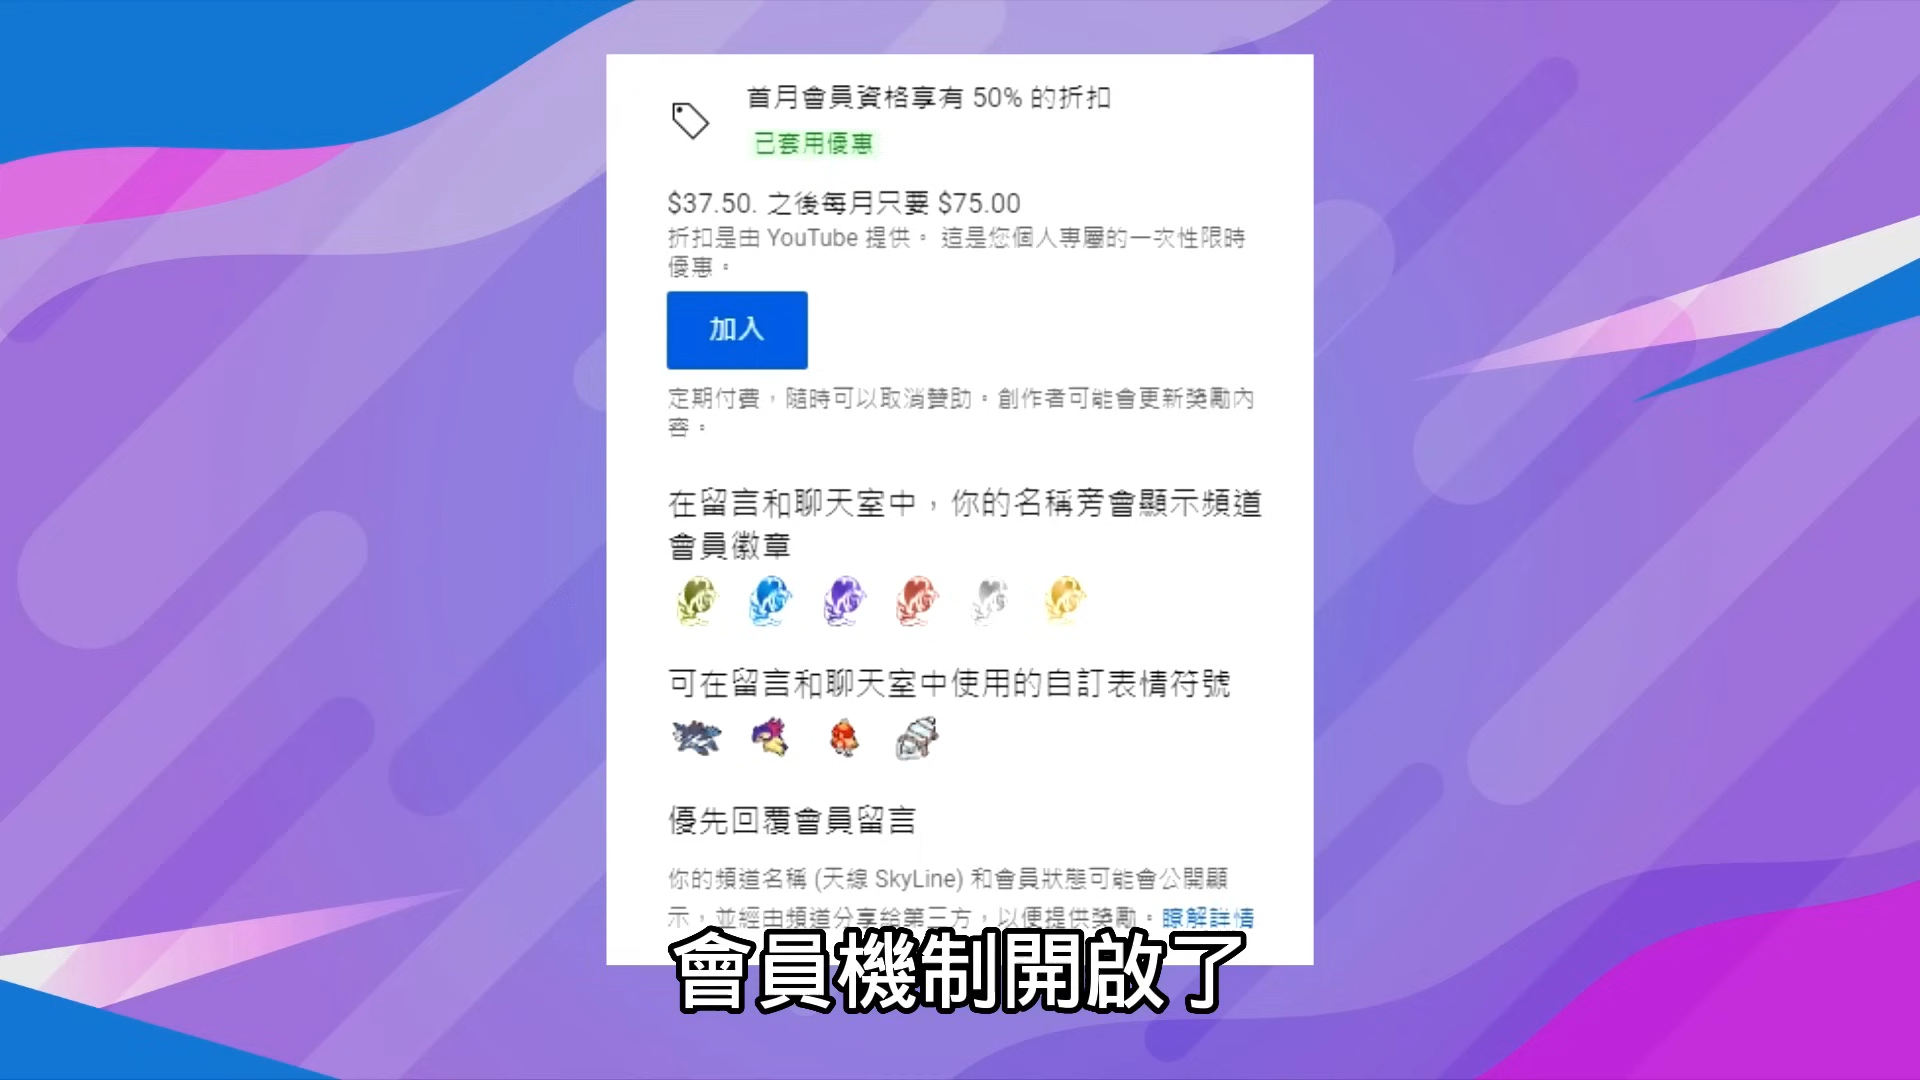 首月會員資格享有 50% 的折扣
已套用優惠
$37.50. 之後每月只要 $75.00
折扣是由 YouTube 提供。 這是您個人專屬的一次性限時
優惠。
加入
定期付費，隨時可以取消贊助。創作者可能會更新獎勵內
容。
在留言和聊天室中，你的名稱旁會顯示頻道
會員徽章
可在留言和聊天室中使用的自訂表情符號
優先回覆會員留言
你的頻道名稱 (天線 SkyLine) 和會員狀態可能會公開顯
示，並經由頻道分享給第三方，以便提供獎勵。瞭解詳情
會員機制開啟了